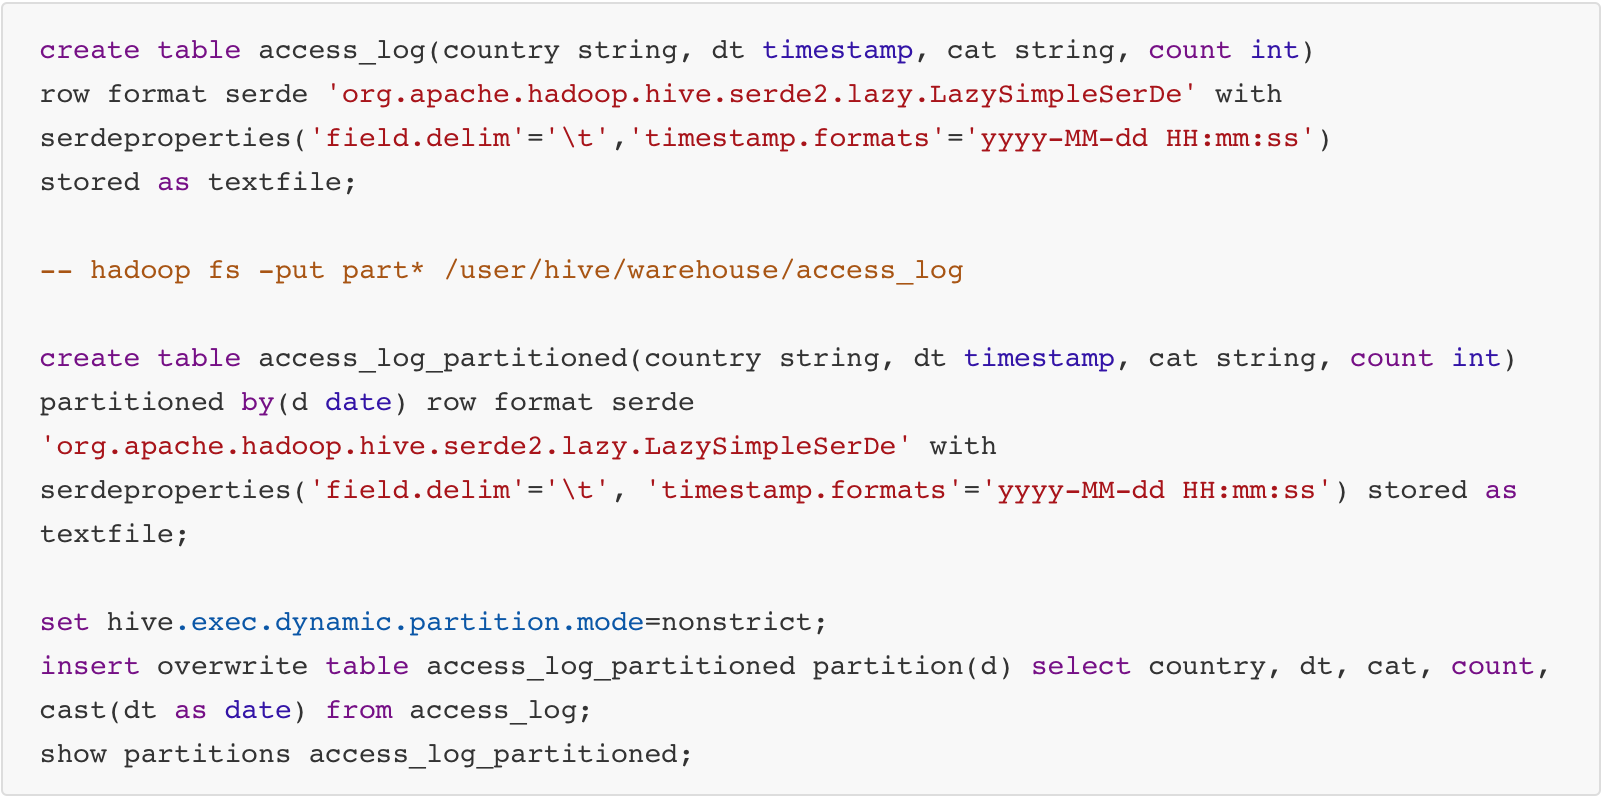 create table access_log(country string, dt timestamp, cat string, count int)
row format serde 'org.apache.hadoop.hive.serde2.lazy.LazySimpleSerDe' with
serdeproperties('field.delim'='\t','timestamp.formats'='yyyy-MM-dd HH:mm:ss')
stored as textfile;
-- hadoop fs -put part* /user/hive/warehouse/access_log
create table access_log_partitioned(country string, dt timestamp, cat string, count int)
partitioned by(d date) row format serde
'org.apache.hadoop.hive.serde2.lazy.LazySimpleSerDe' with
serdeproperties('field.delim'='\t', 'timestamp.formats'='yyyy-MM-dd HH:mm:ss') stored as
textfile;
set hive.exec.dynamic.partition.mode=nonstrict;
insert overwrite table access_log_partitioned partition(d) select country, dt, cat, count,
cast(dt as date) from access_log;
show partitions access_log_partitioned;